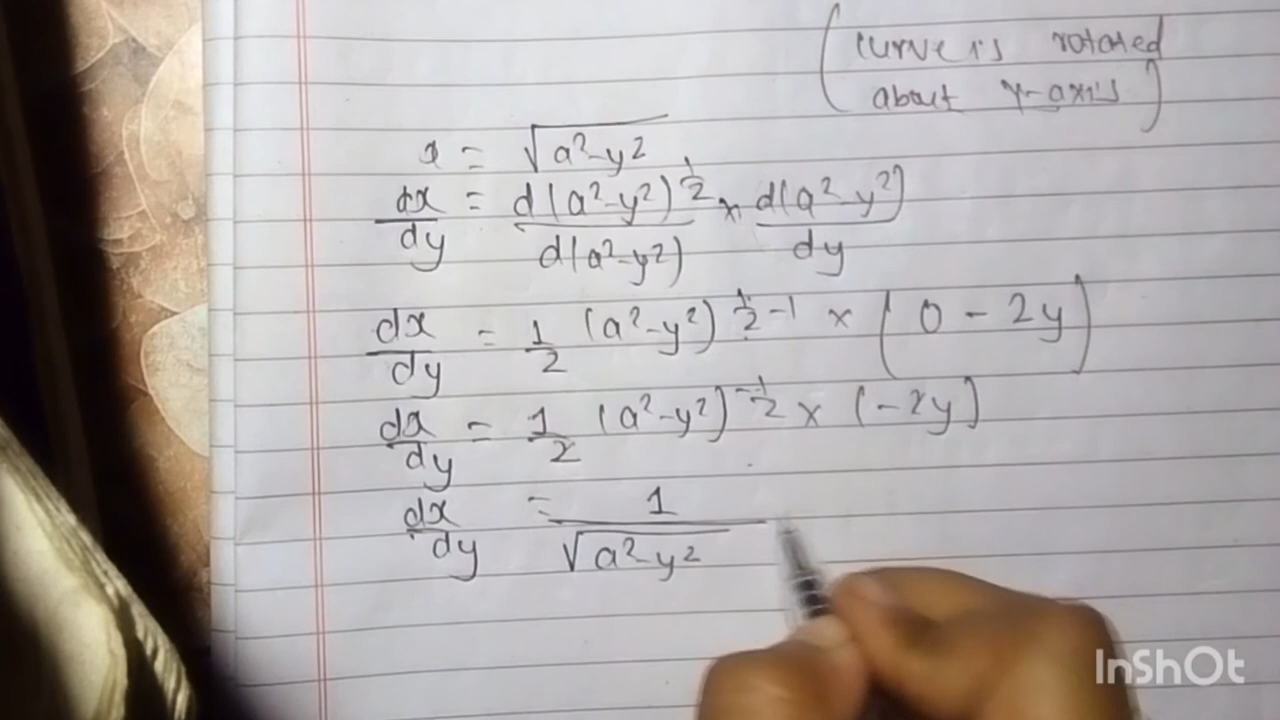 (curve is rotated
about y-axis)
x = √a²-y²
dx/dy = d(a²-y²)^1/2 / d(a²-y²) × d(a²-y²)/dy
dx/dy = 1/2 (a²-y²)^1/2-1 × (0-2y)
dx/dy = 1/2 (a²-y²)^-1/2 × (-2y)
dx/dy = 1/√a²y²
InShOt